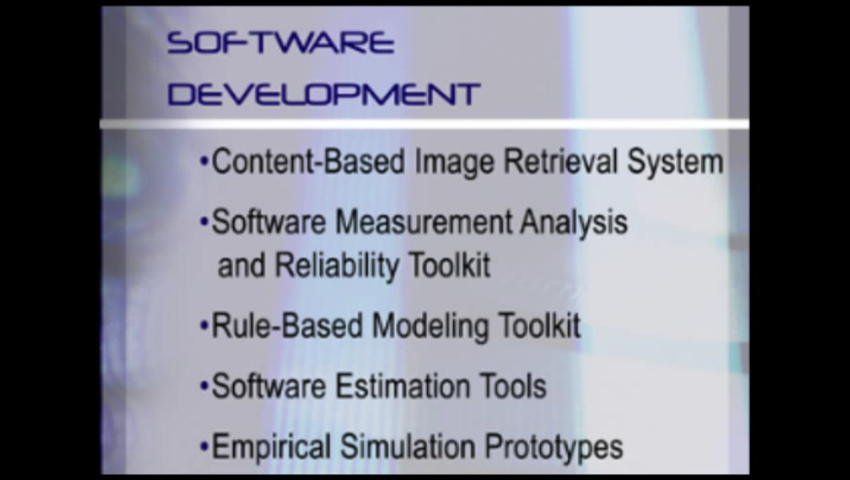 SOFTWARE
DEVELOPMENT
•Content-Based Image Retrieval System
•Software Measurement Analysis
and Reliability Toolkit
•Rule-Based Modeling Toolkit
•Software Estimation Tools
•Empirical Simulation Prototypes